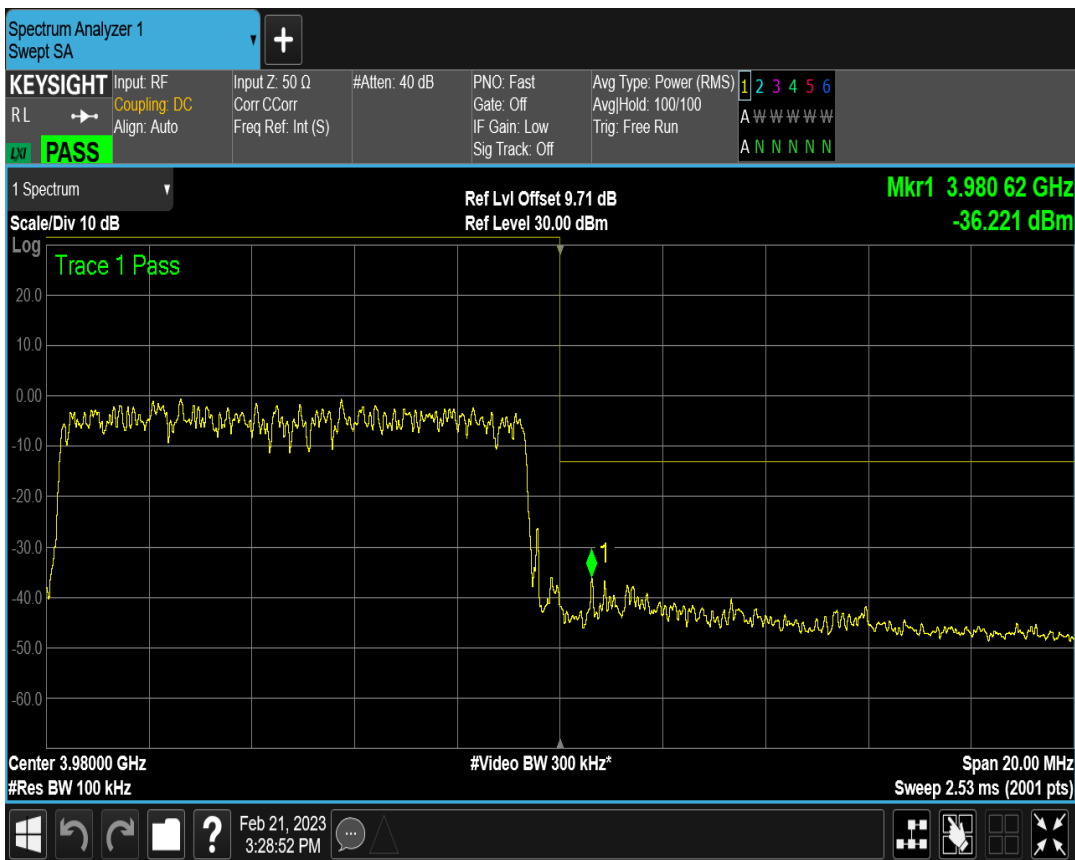 Spectrum Analyzer 1
Swept SA
+
KEYSIGHT
R L
LXI PASS
Input: RF
Coupling: DC
Align: Auto
Input Z: 50 Ω
Corr CCorr
Freq Ref: Int (S)
#Atten: 40 dB
PNO: Fast
Gate: Off
IF Gain: Low
Sig Track: Off
Avg Type: Power (RMS)
Avg|Hold: 100/100
Trig: Free Run
1 2 3 4 5 6
A W W W W W
A N N N N N
1 Spectrum
Scale/Div 10 dB
Ref Lvl Offset 9.71 dB
Ref Level 30.00 dBm
Mkr1 3.980 62 GHz
-36.221 dBm
Log
Trace 1 Pass
20.0
10.0
0.00
-10.0
-20.0
-30.0
1
-40.0
-50.0
-60.0
Center 3.98000 GHz
#Res BW 100 kHz
#Video BW 300 kHz*
Span 20.00 MHz
Sweep 2.53 ms (2001 pts)
?
Feb 21, 2023
3:28:52 PM